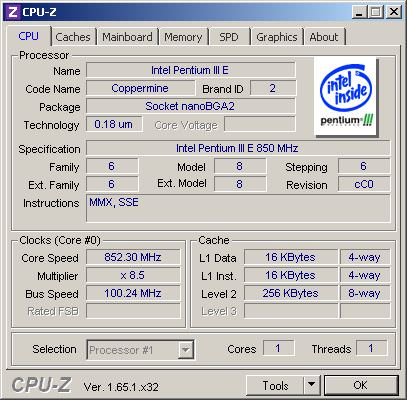 CPU-Z
CPU Caches Mainboard Memory SPD Graphics About
Processor
Name Intel Pentium III E
Code Name Coppermine Brand ID 2
Package Socket nanoBGA2
Technology 0.18 um Core Voltage
intel inside
pentium III
Specification Intel Pentium III E 850 MHz
Family 6 Model 8 Stepping 6
Ext. Family 6 Ext. Model 8 Revision cC0
Instructions MMX, SSE
Clocks (Core #0)
Core Speed 852.30 MHz
Multiplier x 8.5
Bus Speed 100.24 MHz
Rated FSB
Cache
L1 Data 16 KBytes 4-way
L1 Inst. 16 KBytes 4-way
Level 2 256 KBytes 8-way
Level 3
Selection Processor #1 Cores 1 Threads 1
CPU-Z Ver. 1.65.1.x32 Tools OK